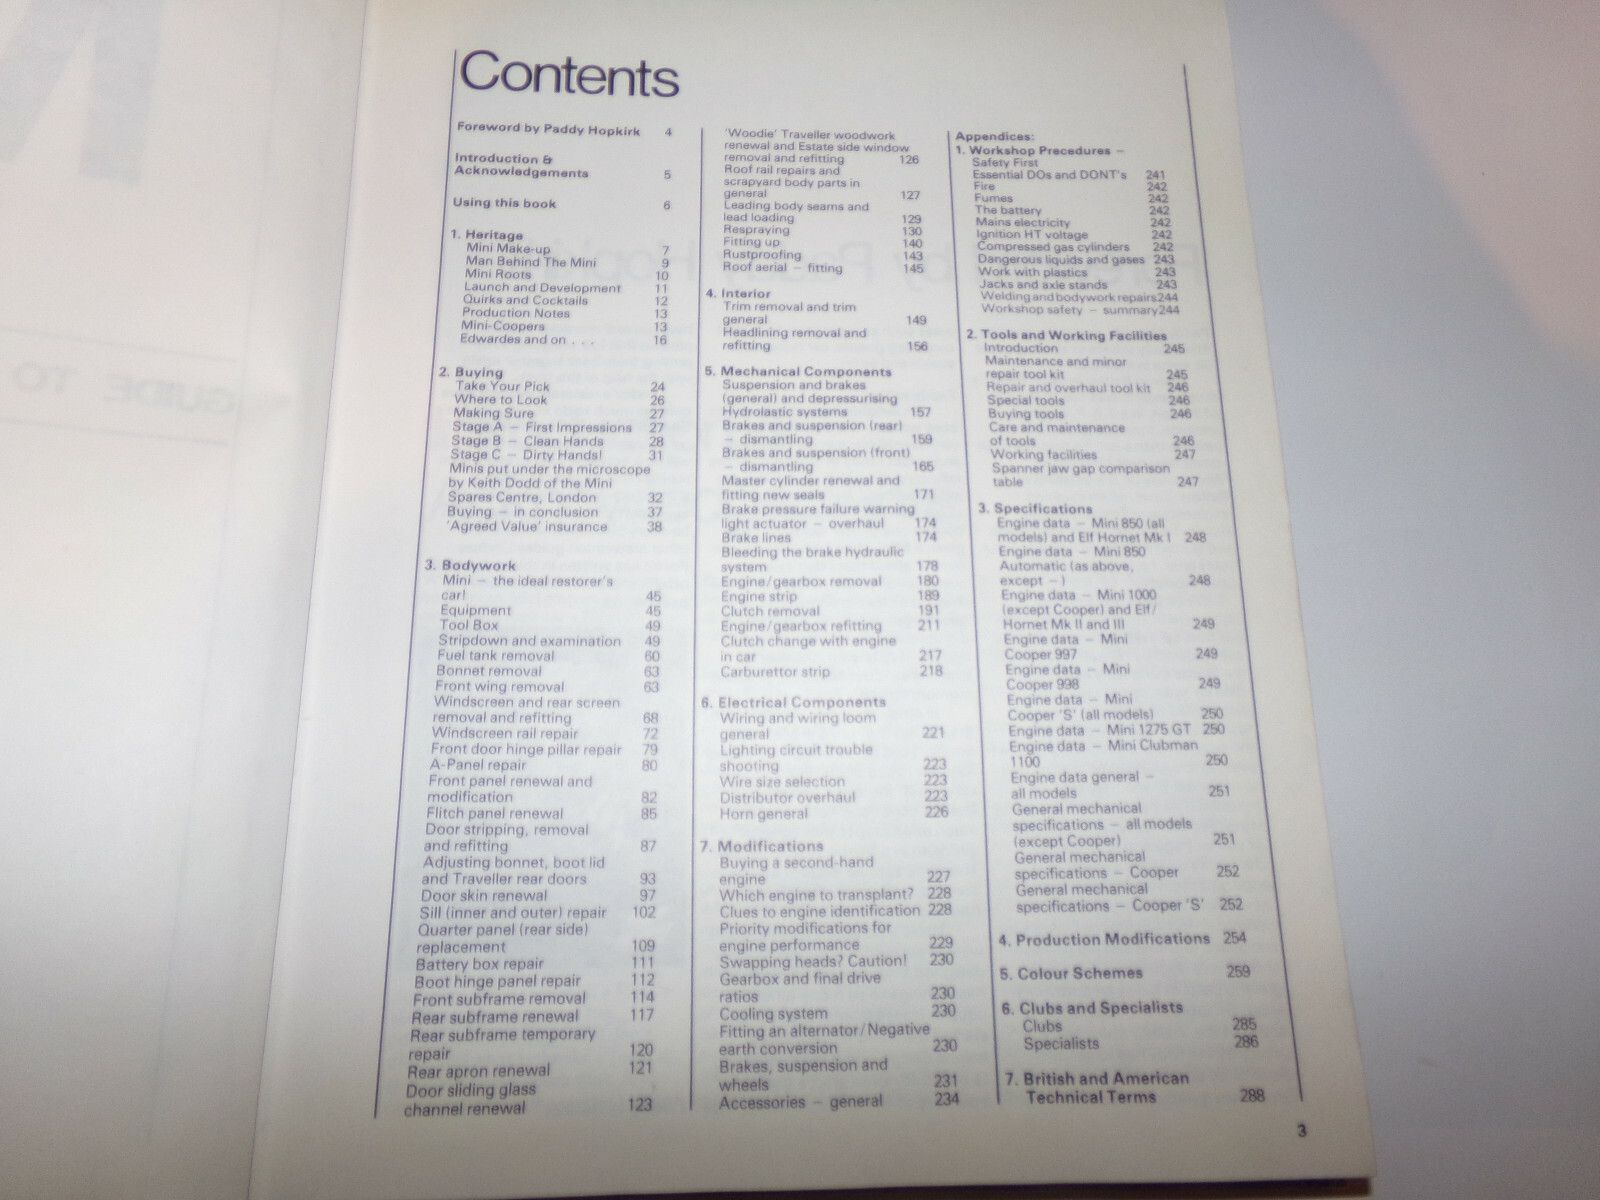 Contents
Foreword by Paddy Hopkirk 4
Introduction &
Acknowledgements 5
Using this book 6
1. Heritage
Mini Make-up 7
Man Behind The Mini 9
Mini Roots 10
Launch and Development 11
Quirks and Cocktails 12
Production Notes 13
Mini-Coopers 13
Edwardes and on . . . 16
2. Buying
Take Your Pick 24
Where to Look 26
Making Sure 27
Stage A — First Impressions 27
Stage B — Clean Hands 28
Stage C — Dirty Hands! 31
Minis put under the microscope
by Keith Dodd of the Mini
Spares Centre, London 32
Buying — in conclusion 37
'Agreed Value' insurance 38
3. Bodywork
Mini — the ideal restorer's
car! 45
Equipment 45
Tool Box 49
Stripdown and examination 49
Fuel tank removal 60
Bonnet removal 63
Front wing removal 63
Windscreen and rear screen
removal and refitting 68
Windscreen rail repair 72
Front door hinge pillar repair 79
A-Panel repair 80
Front panel renewal and
modification 82
Flitch panel renewal 85
Door stripping, removal
and refitting 87
Adjusting bonnet, boot lid
and Traveller rear doors 93
Door skin renewal 97
Sill (inner and outer) repair 102
Quarter panel (rear side)
replacement 109
Battery box repair 111
Boot hinge panel repair 112
Front subframe removal 114
Rear subframe renewal 117
Rear subframe temporary
repair 120
Rear apron renewal 121
Door sliding glass
channel renewal 123
'Woodie' Traveller woodwork
renewal and Estate side window
removal and refitting 126
Roof rail repairs and
scrapyard body parts in
general 127
Leading body seams and
lead loading 129
Respraying 130
Fitting up 140
Rustproofing 143
Roof aerial — fitting 145
4. Interior
Trim removal and trim
general 149
Headlining removal and
refitting 156
5. Mechanical Components
Suspension and brakes
(general) and depressurising
Hydrolastic systems 157
Brakes and suspension (rear)
— dismantling 159
Brakes and suspension (front)
— dismantling 165
Master cylinder renewal and
fitting new seals 171
Brake pressure failure warning
light actuator — overhaul 174
Brake lines 174
Bleeding the brake hydraulic
system 178
Engine/gearbox removal 180
Engine strip 189
Clutch removal 191
Engine/gearbox refitting 211
Clutch change with engine
in car 217
Carburettor strip 218
6. Electrical Components
Wiring and wiring loom
general 221
Lighting circuit trouble
shooting 223
Wire size selection 223
Distributor overhaul 223
Horn general 226
7. Modifications
Buying a second-hand
engine 227
Which engine to transplant? 228
Clues to engine identification 228
Priority modifications for
engine performance 229
Swapping heads? Caution! 230
Gearbox and final drive
ratios 230
Cooling system 230
Fitting an alternator/Negative
earth conversion 230
Brakes, suspension and
wheels 231
Accessories — general 234
Appendices:
1. Workshop Precedures —
Safety First
Essential DOs and DONT's 241
Fire 242
Fumes 242
The battery 242
Mains electricity 242
Ignition HT voltage 242
Compressed gas cylinders 242
Dangerous liquids and gases 243
Work with plastics 243
Jacks and axle stands 243
Welding and bodywork repairs 244
Workshop safety — summary 244
2. Tools and Working Facilities
Introduction 245
Maintenance and minor
repair tool kit 245
Repair and overhaul tool kit 246
Special tools 246
Buying tools 246
Care and maintenance
of tools 246
Working facilities 247
Spanner jaw gap comparison
table 247
3. Specifications
Engine data — Mini 850 (all
models) and Elf Hornet Mk I 248
Engine data — Mini 850
Automatic (as above,
except — ) 248
Engine data — Mini 1000
(except Cooper) and Elf/
Hornet Mk II and III 249
Engine data — Mini
Cooper 997 249
Engine data — Mini
Cooper 998 249
Engine data — Mini
Cooper 'S' (all models) 250
Engine data — Mini 1275 GT 250
Engine data — Mini Clubman
1100 250
Engine data general —
all models 251
General mechanical
specifications — all models
(except Cooper) 251
General mechanical
specifications — Cooper 252
General mechanical
specifications — Cooper 'S' 252
4. Production Modifications 254
5. Colour Schemes 259
6. Clubs and Specialists
Clubs 285
Specialists 286
7. British and American
Technical Terms 288
3